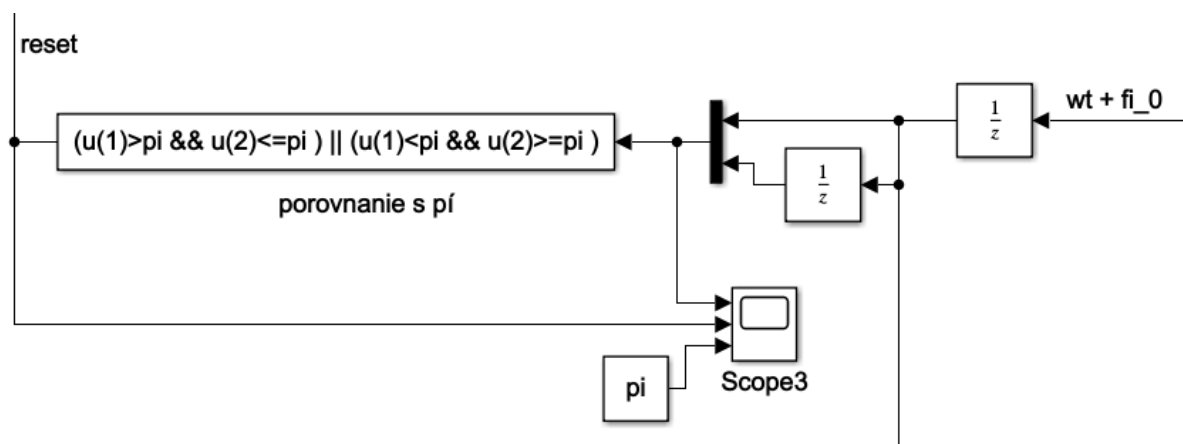 reset
wt + fi_0
1
z
(u(1)>pi && u(2)<=pi ) || (u(1)<pi && u(2)>=pi )
1
z
porovnanie s pí
pi
Scope3